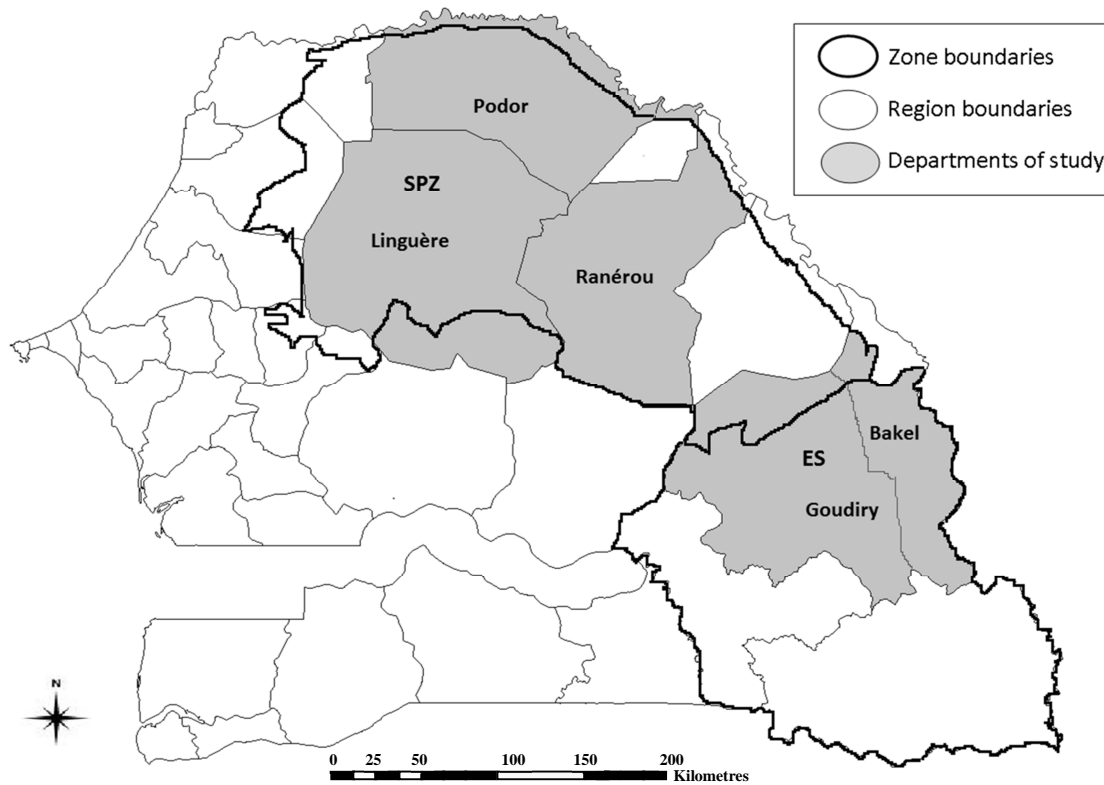 Zone boundaries
Region boundaries
Departments of study
Podor
SPZ
Linguère
Ranérou
Bakel
ES
Goudiry
N
0 25 50 100 150 200
Kilometres